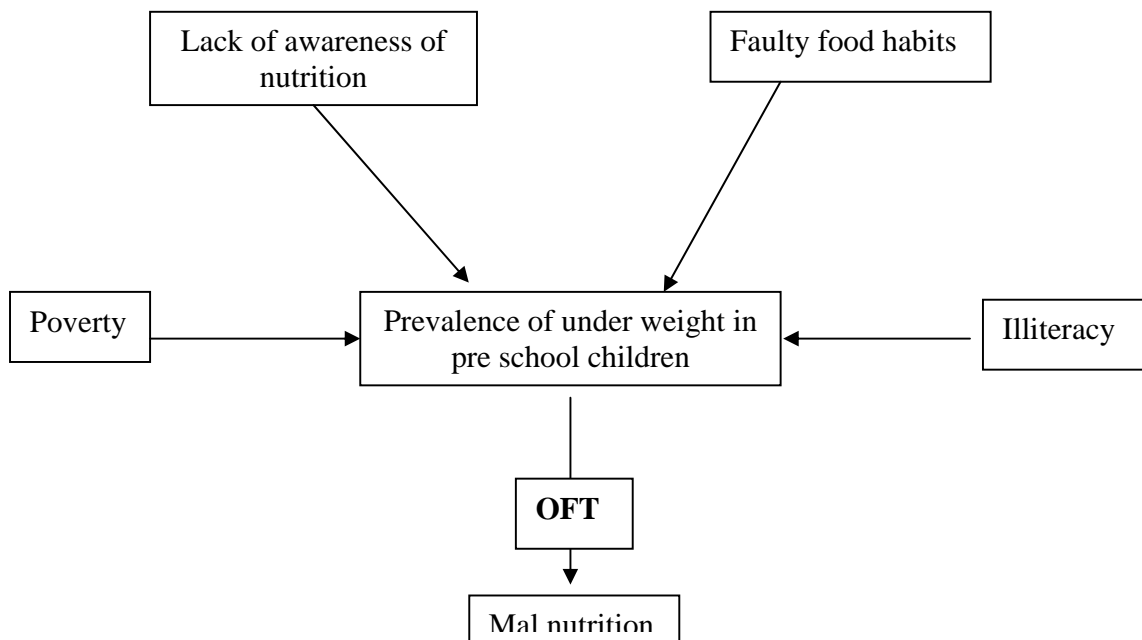 Lack of awareness of
nutrition
Faulty food habits
Poverty
Prevalence of under weight in
pre school children
Illiteracy
OFT
Mal nutrition